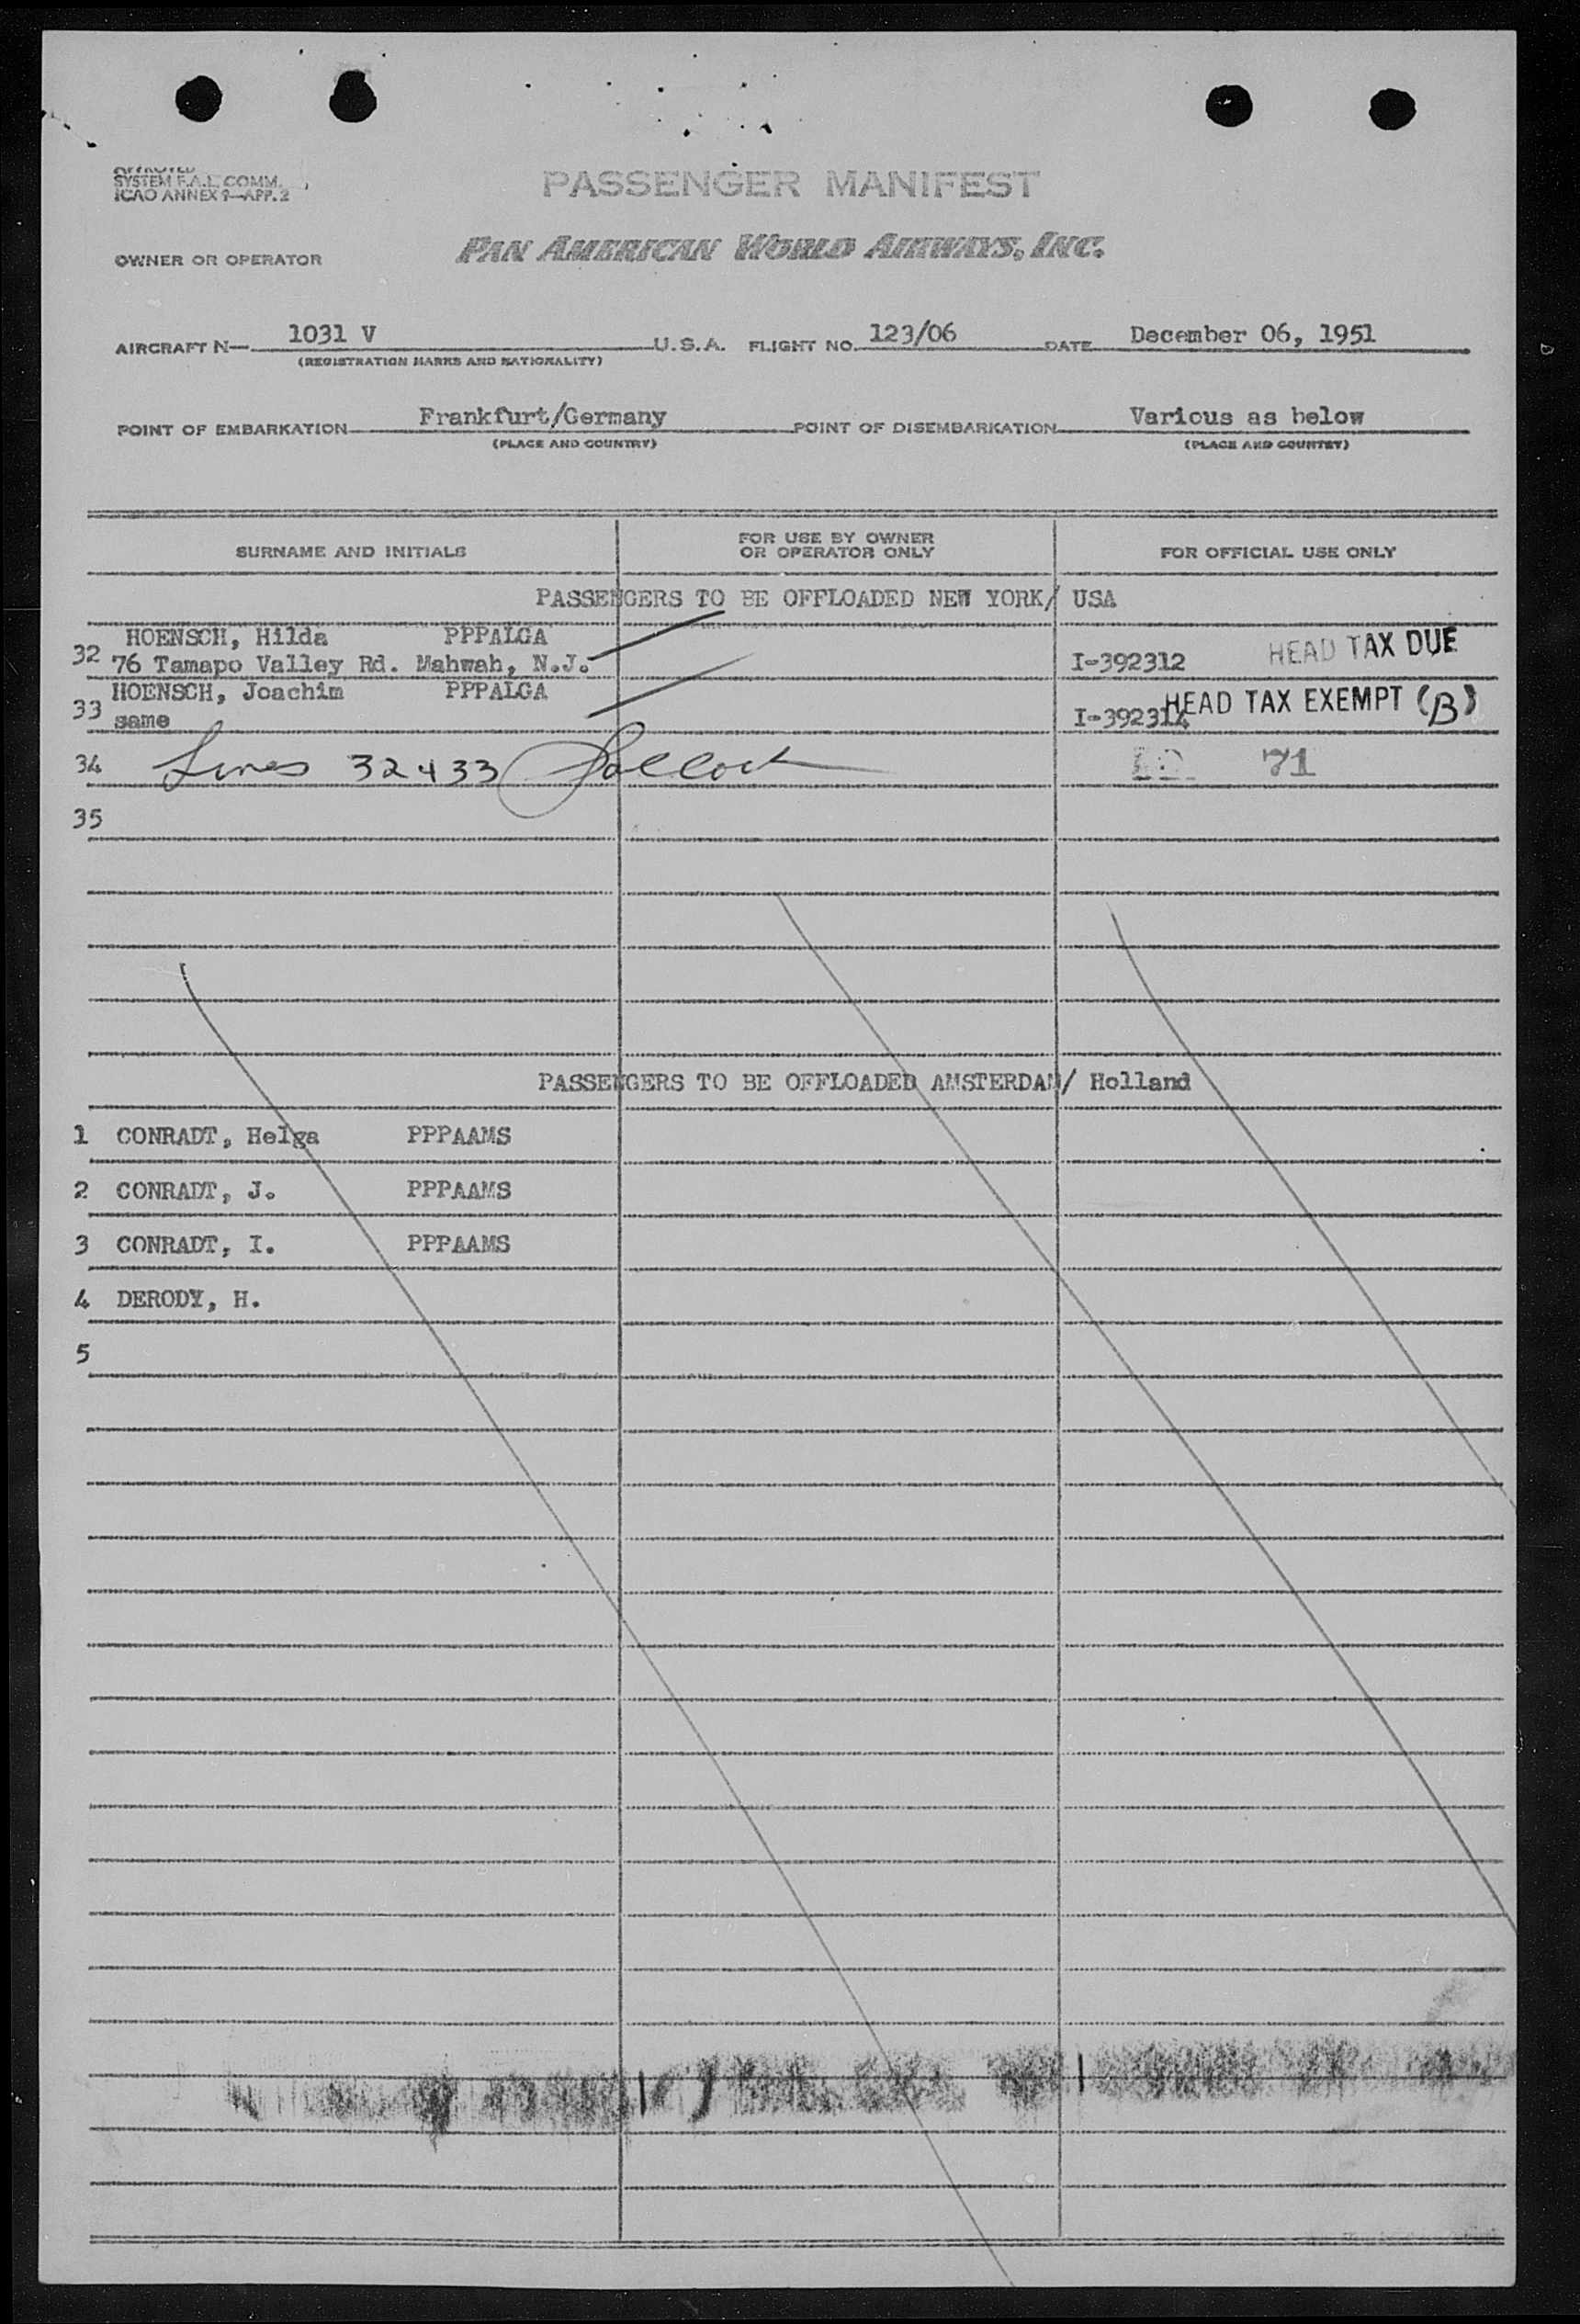 APPROVED
SYSTEM F.A.L. COMM.
ICAO ANNEX 9—APP. 2
PASSENGER MANIFEST
OWNER OR OPERATOR PAN AMERICAN WORLD AIRWAYS, INC.
AIRCRAFT N— 1031 V U.S.A. FLIGHT NO. 123/06 DATE December 06, 1951
(REGISTRATION MARKS AND NATIONALITY)
POINT OF EMBARKATION Frankfurt/Germany POINT OF DISEMBARKATION Various as below
(PLACE AND COUNTRY) (PLACE AND COUNTRY)
SURNAME AND INITIALS FOR USE BY OWNER OR OPERATOR ONLY FOR OFFICIAL USE ONLY
PASSENGERS TO BE OFFLOADED NEW YORK/ USA
HOENSCH, Hilda PPPALGA
32 76 Tamapo Valley Rd. Mahwah, N.J. I-392312 HEAD TAX DUE
HOENSCH, Joachim PPPALGA
33 same I-392314 HEAD TAX EXEMPT (B)
34 Lines 32 + 33 Pollock 71
35
PASSENGERS TO BE OFFLOADED AMSTERDAM/ Holland
1 CONRADT, Helga PPPAAMS
2 CONRADT, J. PPPAAMS
3 CONRADT, I. PPPAAMS
4 DERODY, H.
5